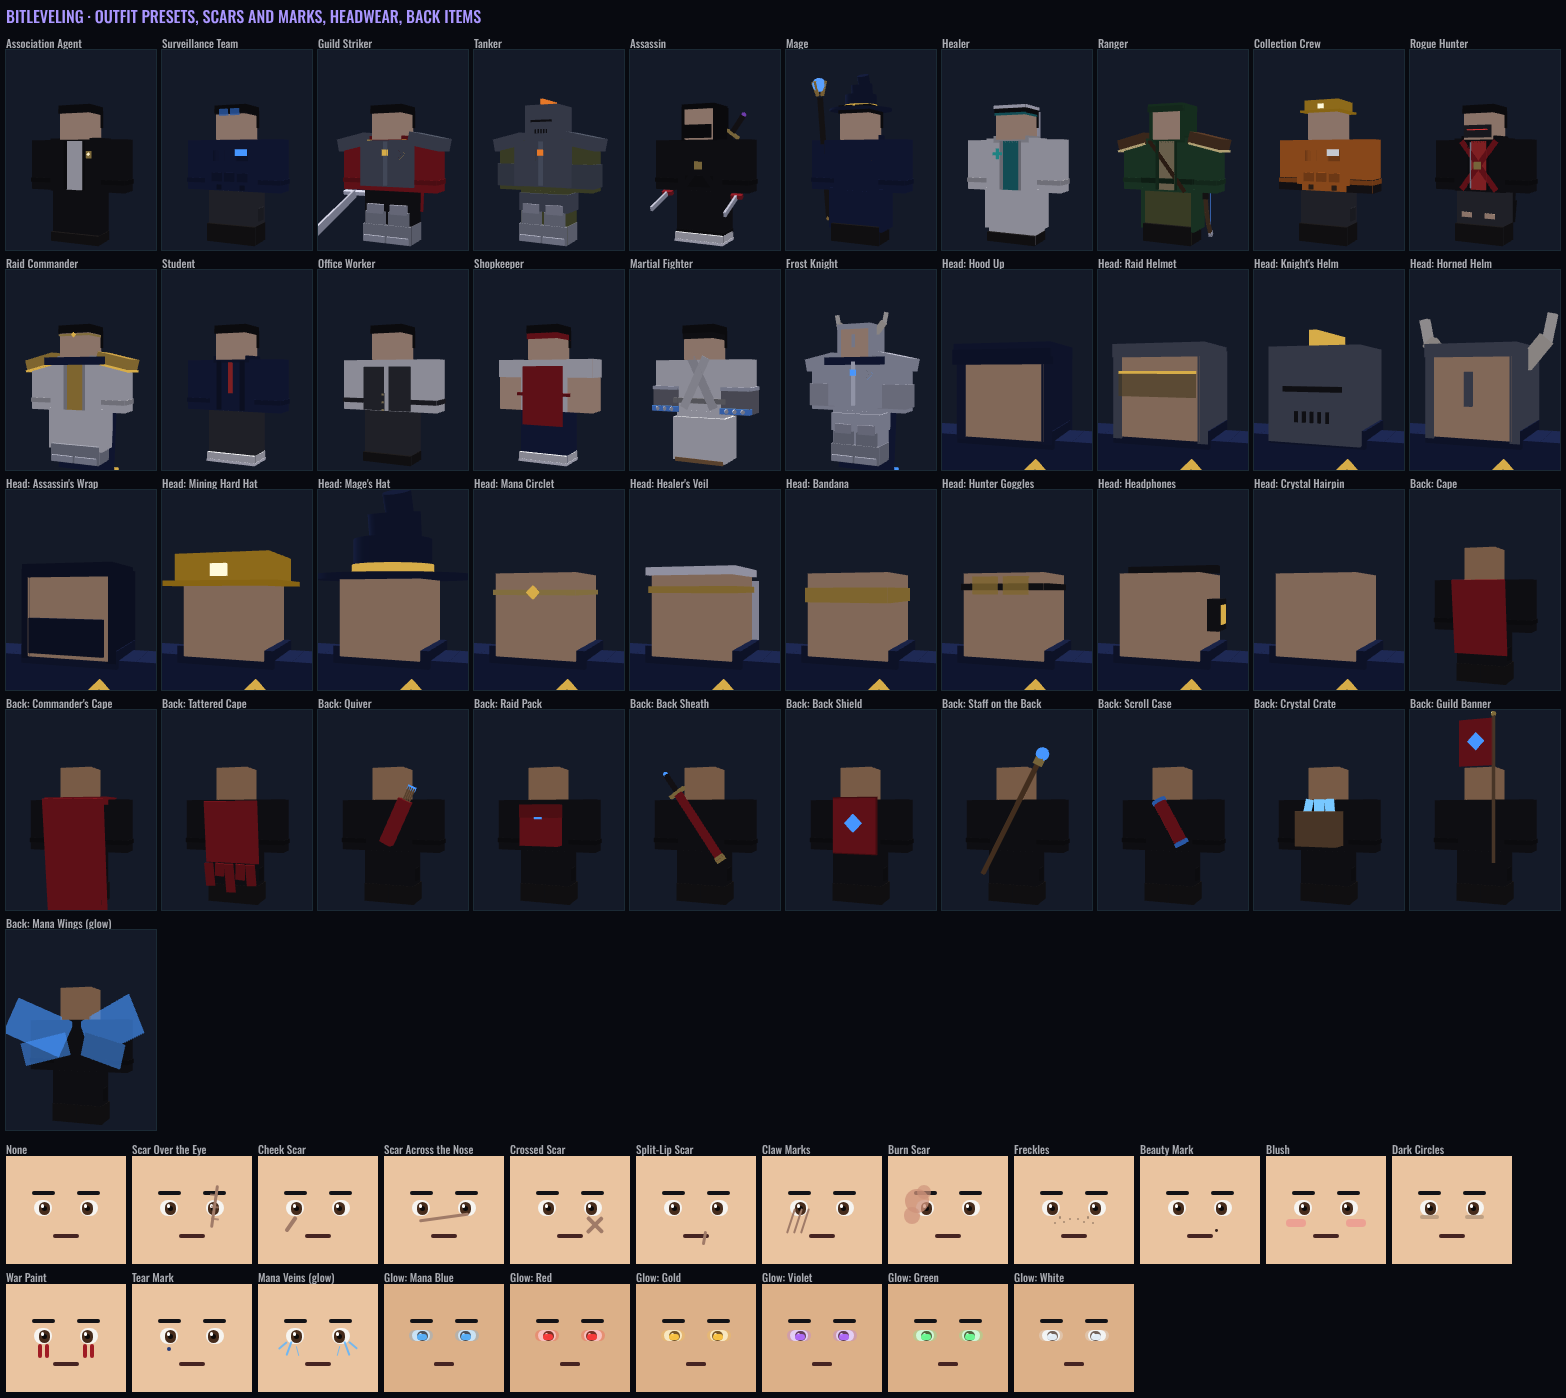 BITLEVELING · OUTFIT PRESETS, SCARS AND MARKS, HEADWEAR, BACK ITEMS
Association Agent
Surveillance Team
Guild Striker
Tanker
Assassin
Mage
Healer
Ranger
Collection Crew
Rogue Hunter
Raid Commander
Student
Office Worker
Shopkeeper
Martial Fighter
Frost Knight
Head: Hood Up
Head: Raid Helmet
Head: Knight's Helm
Head: Horned Helm
Head: Assassin's Wrap
Head: Mining Hard Hat
Head: Mage's Hat
Head: Mana Circlet
Head: Healer's Veil
Head: Bandana
Head: Hunter Goggles
Head: Headphones
Head: Crystal Hairpin
Back: Cape
Back: Commander's Cape
Back: Tattered Cape
Back: Quiver
Back: Raid Pack
Back: Back Sheath
Back: Back Shield
Back: Staff on the Back
Back: Scroll Case
Back: Crystal Crate
Back: Guild Banner
Back: Mana Wings (glow)
None
Scar Over the Eye
Cheek Scar
Scar Across the Nose
Crossed Scar
Split-Lip Scar
Claw Marks
Burn Scar
Freckles
Beauty Mark
Blush
Dark Circles
War Paint
Tear Mark
Mana Veins (glow)
Glow: Mana Blue
Glow: Red
Glow: Gold
Glow: Violet
Glow: Green
Glow: White